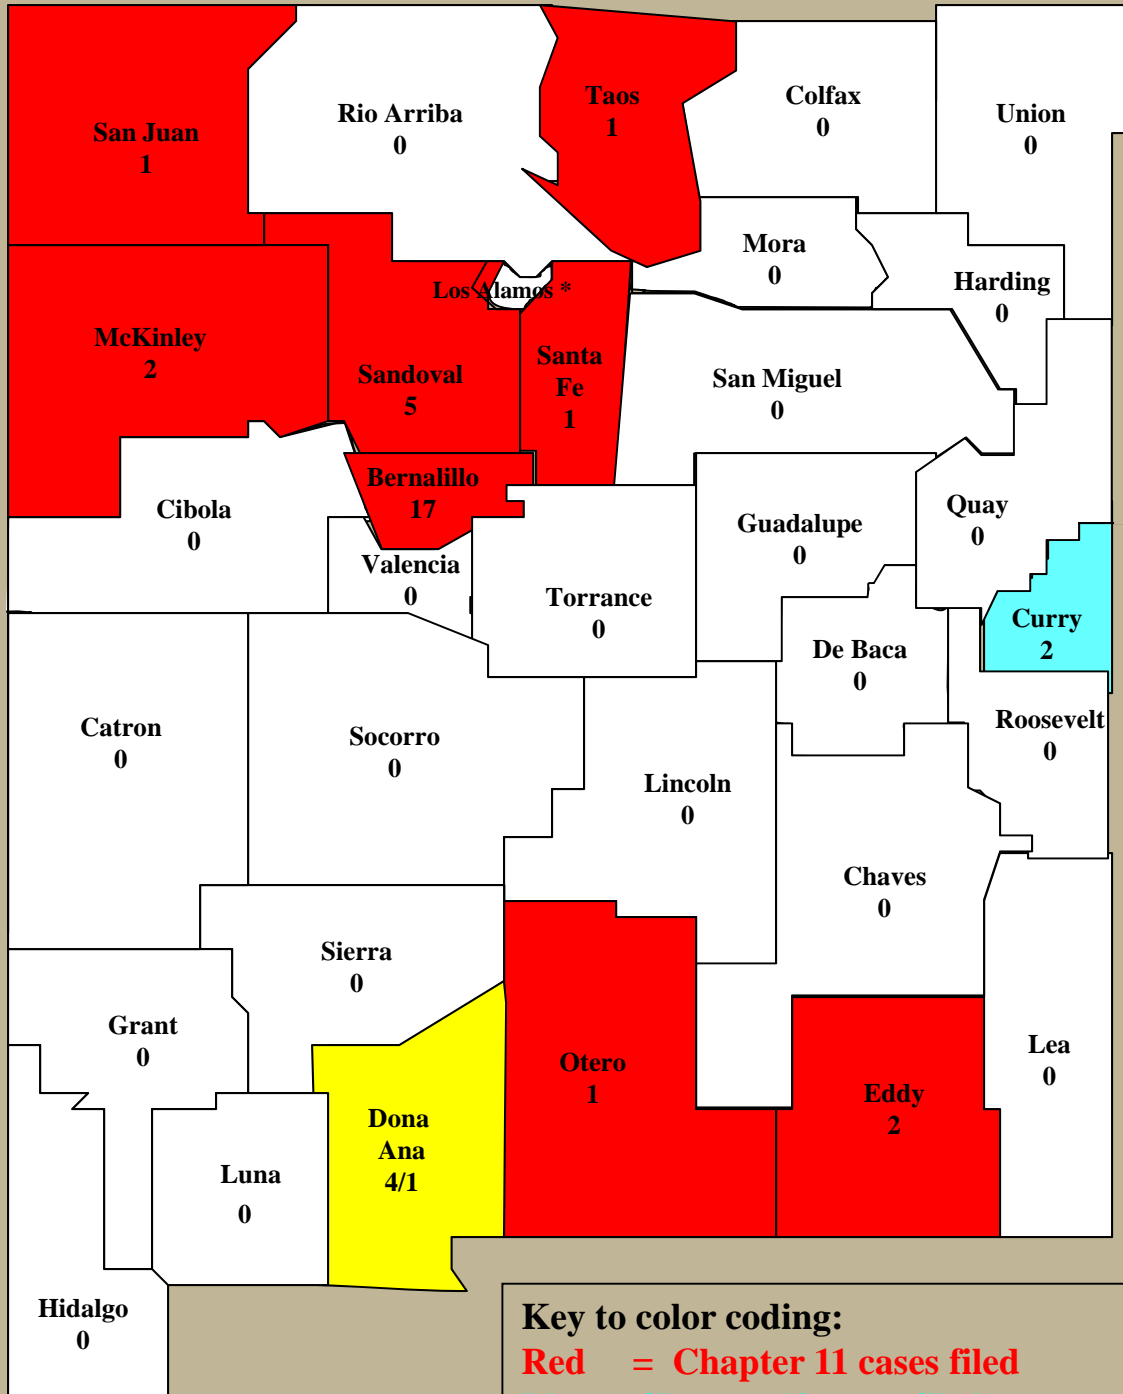 San Juan
1
Rio Arriba
0
Taos
1
Colfax
0
Union
0
Mora
0
Harding
0
Los Alamos *
McKinley
2
Sandoval
5
Santa
Fe
1
San Miguel
0
Bernalillo
17
Cibola
0
Valencia
0
Torrance
0
Guadalupe
0
Quay
0
Curry
2
De Baca
0
Roosevelt
0
Catron
0
Socorro
0
Lincoln
0
Chaves
0
Sierra
0
Grant
0
Dona
Ana
4/1
Otero
1
Eddy
2
Lea
0
Luna
0
Hidalgo
0
Key to color coding:
Red = Chapter 11 cases filed